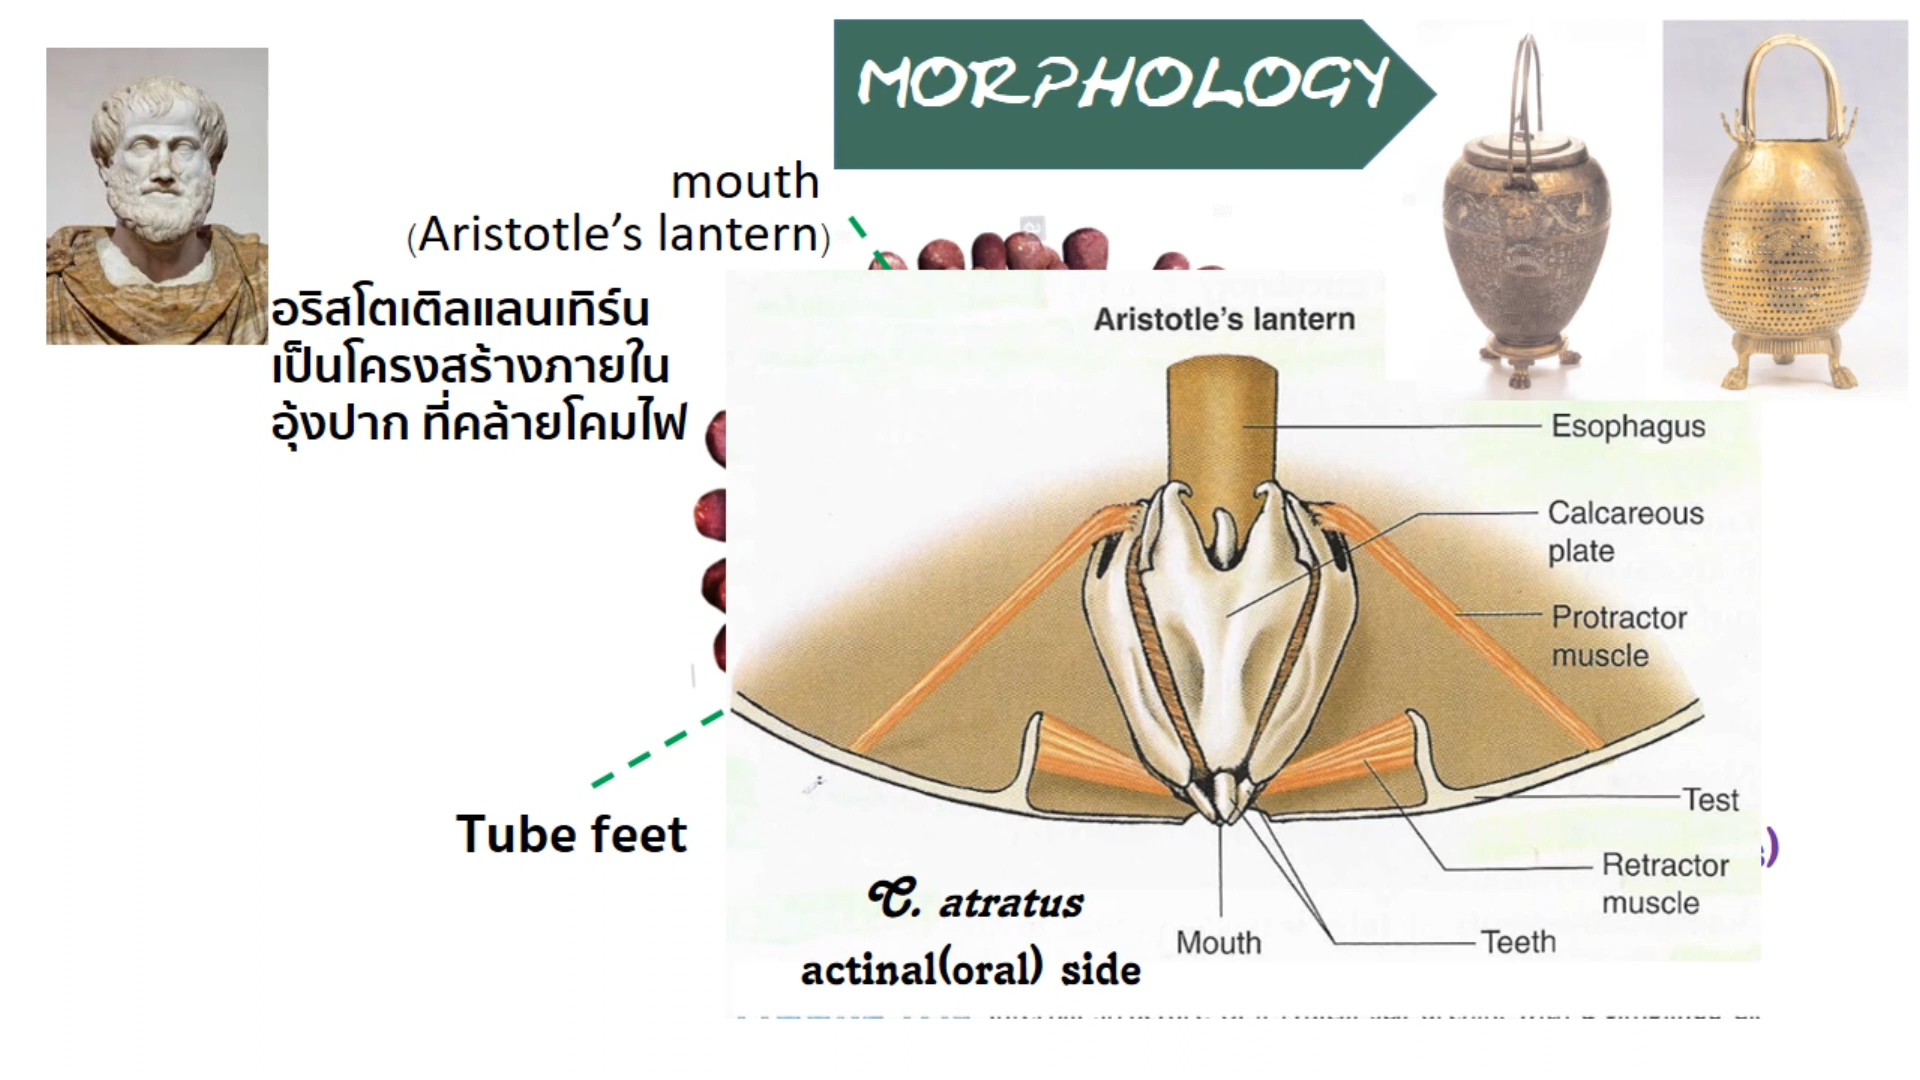 MORPHOLOGY
mouth
(Aristotle’s lantern)
อริสโตเติลแลนเทิร์น
เป็นโครงสร้างภายใน
อุ้งปาก ที่คล้ายโคมไฟ
Aristotle’s lantern
Esophagus
Calcareous
plate
Protractor
muscle
Test
Retractor
muscle
Teeth
Mouth
Tube feet
C. atratus
actinal(oral) side